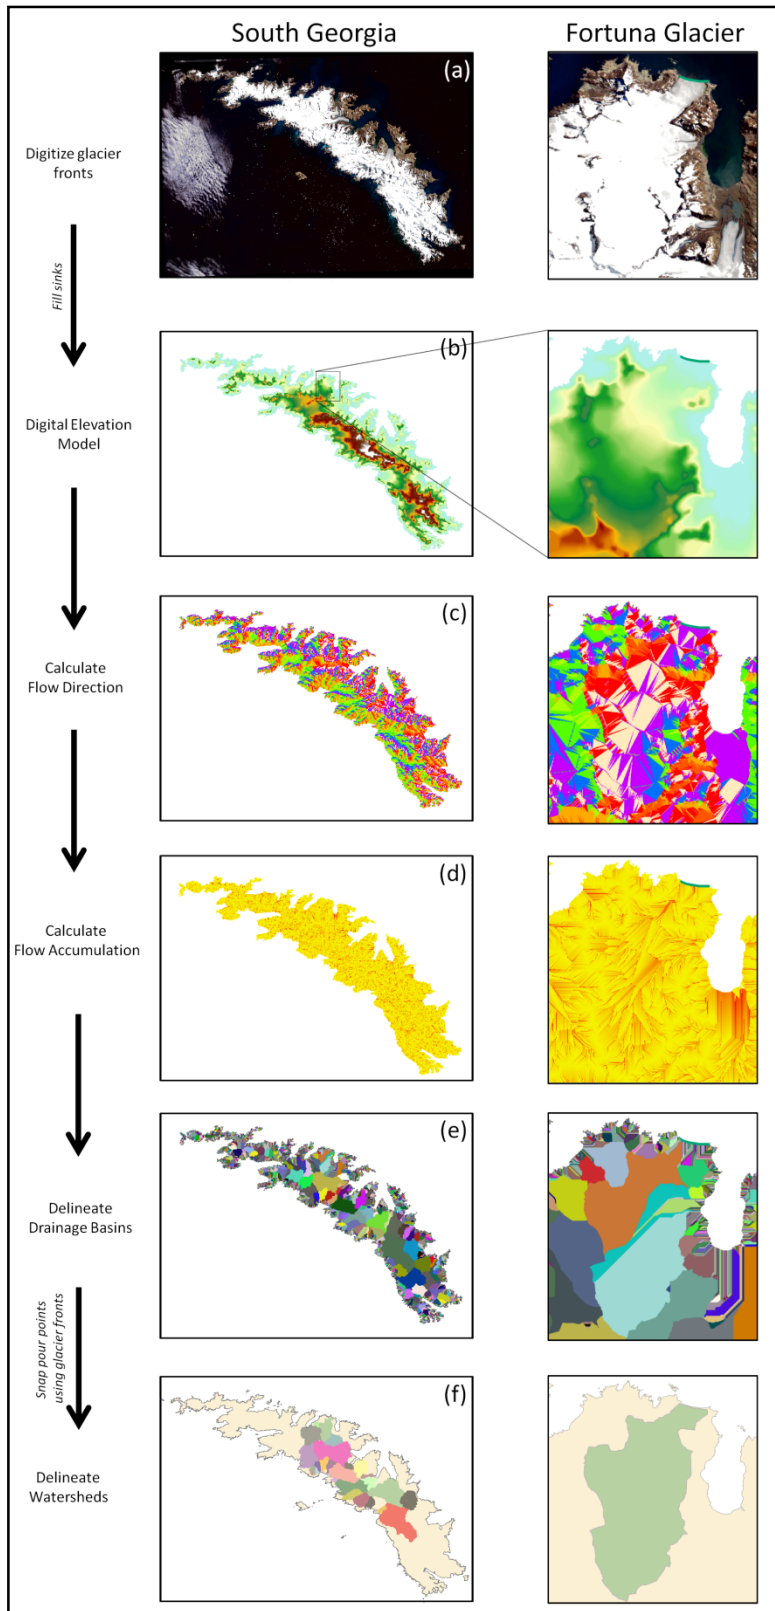 South Georgia
Fortuna Glacier
(a)
Digitize glacier
fronts
Fill sinks
(b)
Digital Elevation
Model
(c)
Calculate
Flow Direction
(d)
Calculate
Flow Accumulation
(e)
Delineate
Drainage Basins
Snap pour points
using glacier fronts
(f)
Delineate
Watersheds